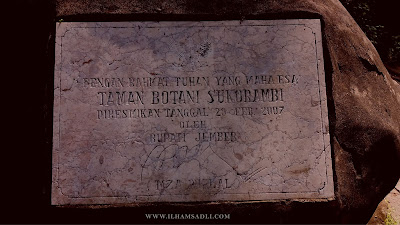 DENGAN RAHMAT TUHAN YANG MAHA ESA
TAMAN BOTANI SUKORAMBI
DIRESMIKAN TANGGAL 2007
OLEH
BUPATI JEMBER
MZA DJALAL
WWW.ILHAMSADLI.COM